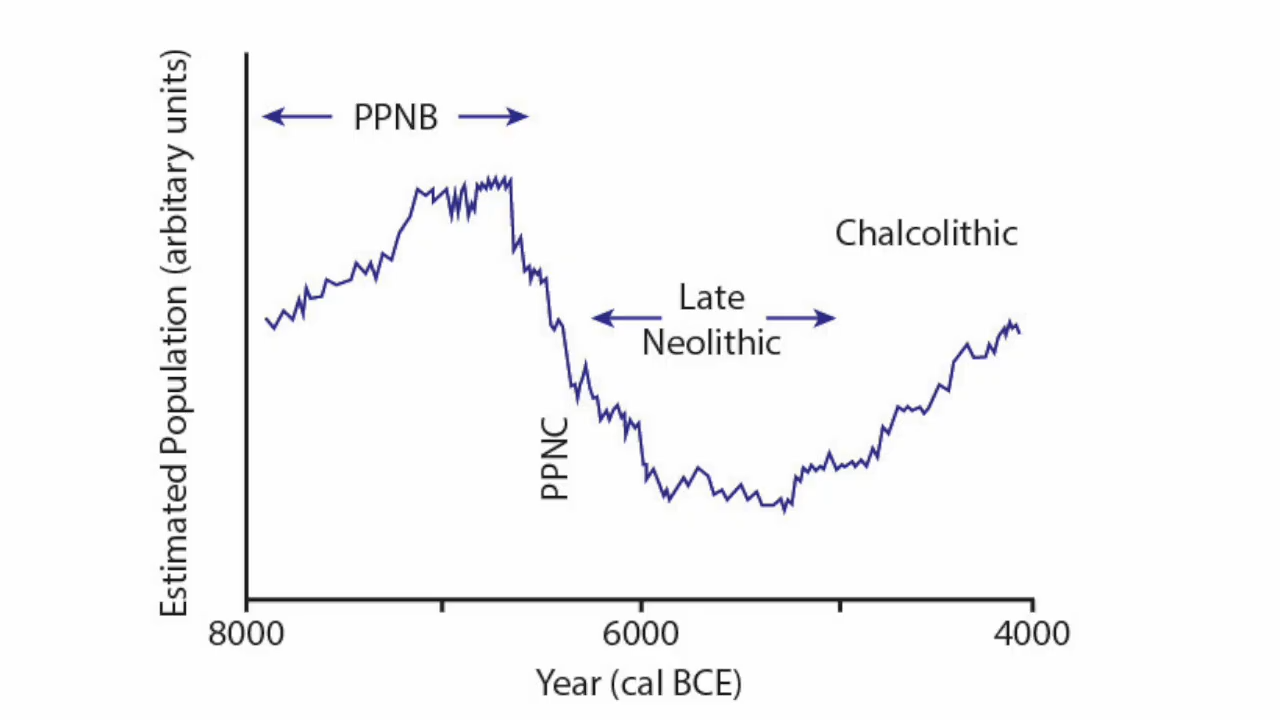 Estimated Population (arbitary units)
PPNB
Chalcolithic
Late
Neolithic
PPNC
8000
6000
4000
Year (cal BCE)